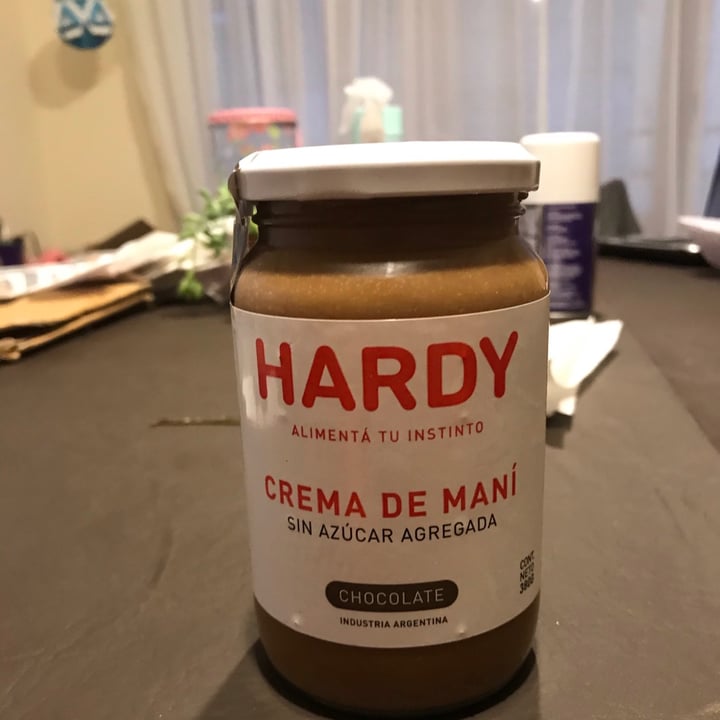 HARDY
ALIMENTÁ TU INSTINTO
CREMA DE MANÍ
SIN AZÚCAR AGREGADA
CHOCOLATE
INDUSTRIA ARGENTINA
CONT.
NETO
380G